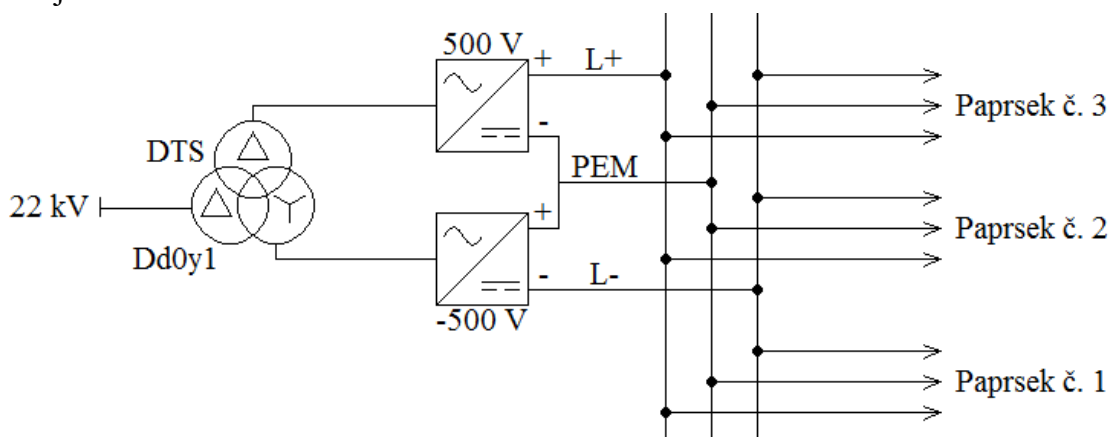 500 V
+
L+
-
DTS
PEM
22 kV
Dd0y1
+
-
L-
-500 V
Paprsek č. 3
Paprsek č. 2
Paprsek č. 1